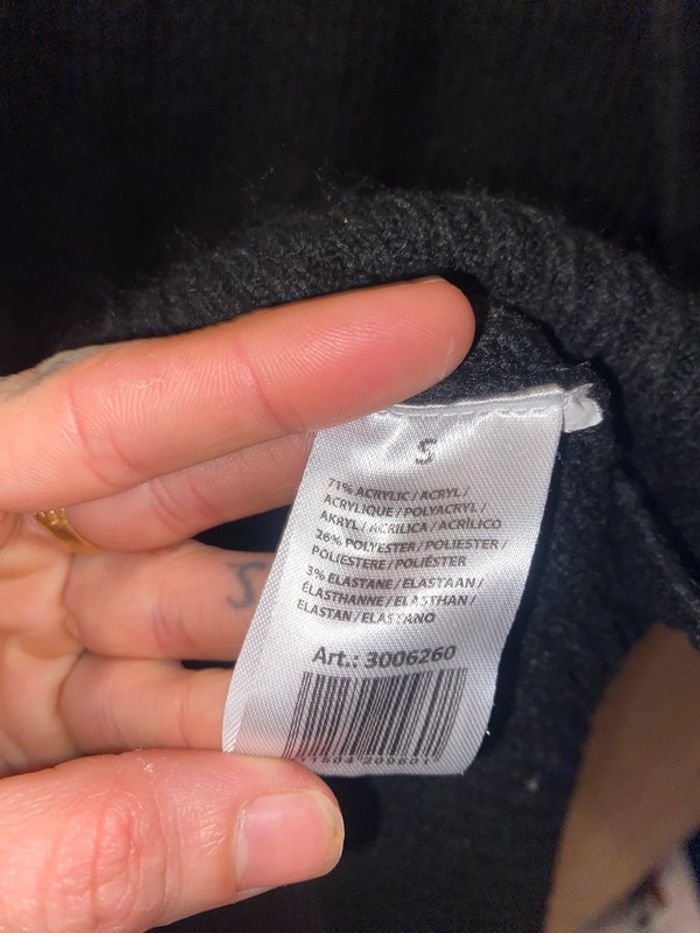 S
71% ACRYLIC / ACRYL /
ACRYLIQUE / POLYACRYL /
AKRYL / ACRILICA / ACRÍLICO
26% POLYESTER / POLIESTER /
POLIESTERE / POLIÉSTER
3% ELASTANE / ELASTAAN /
ÉLASTHANNE / ELASTHAN /
ELASTAN / ELASTANO
Art.: 3006260